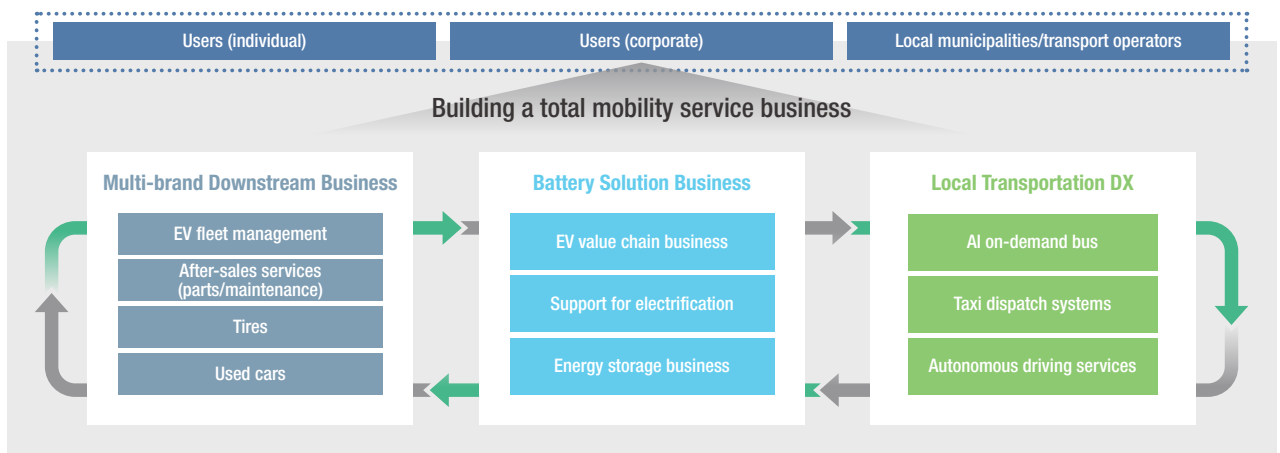 Users (individual)
Users (corporate)
Local municipalities/transport operators
Building a total mobility service business
Multi-brand Downstream Business
EV fleet management
After-sales services
(parts/maintenance)
Tires
Used cars
Battery Solution Business
EV value chain business
Support for electrification
Energy storage business
Local Transportation DX
AI on-demand bus
Taxi dispatch systems
Autonomous driving services